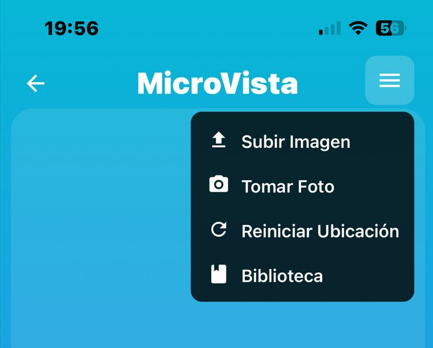 19:56
56
MicroVista
Subir Imagen
Tomar Foto
Reiniciar Ubicación
Biblioteca